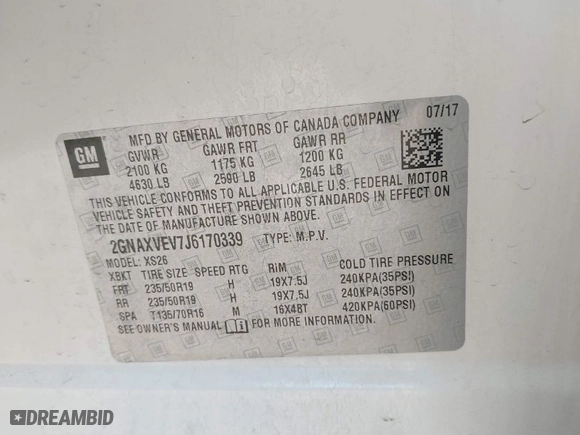 GM
07/17
MFD BY GENERAL MOTORS OF CANADA COMPANY
GVWR GAWR FRT GAWR RR
2100 KG 1175 KG 1200 KG
4630 LB 2590 LB 2645 LB
THIS VEHICLE CONFORMS TO ALL APPLICABLE U.S. FEDERAL MOTOR
VEHICLE SAFETY AND THEFT PREVENTION STANDARDS IN EFFECT ON
THE DATE OF MANUFACTURE SHOWN ABOVE.
2GNAXVEV7J6170339 TYPE: M.P.V.
MODEL: XS26
XBKT TIRE SIZE SPEED RTG RIM COLD TIRE PRESSURE
FRT 235/50R19 H 19X7.5J 240KPA(35PSI)
RR 235/50R19 H 19X7.5J 240KPA(35PSI)
SPA T135/70R16 M 16X4BT 420KPA(60PSI)
SEE OWNER'S MANUAL FOR MORE INFORMATION.
DREAMBID